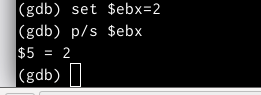 (gdb) set $ebx=2
(gdb) p/s $ebx
$5 = 2
(gdb)